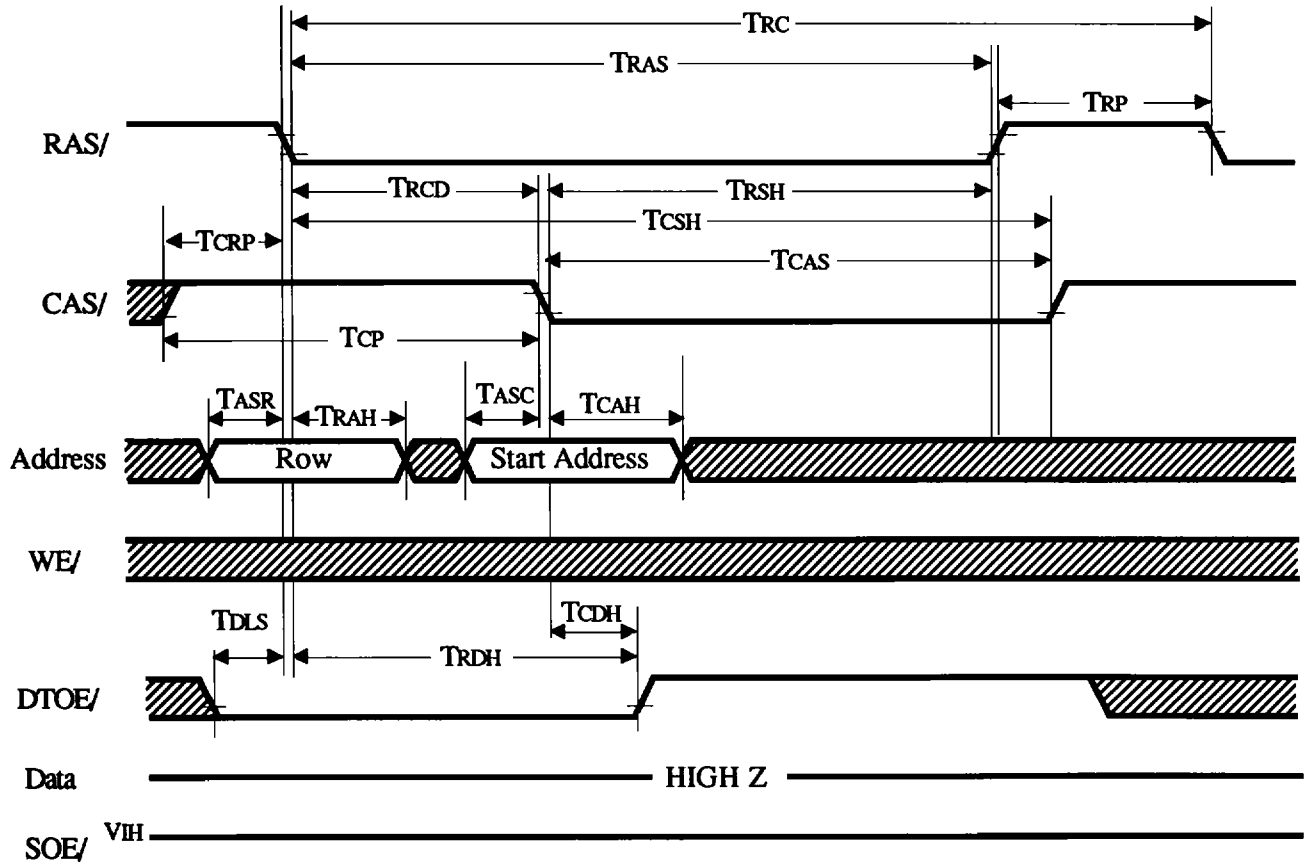 TRC
TRAS
TRP
RAS/
TRCD
TRSH
TCSH
TCRP
TCAS
CAS/
TCP
TASR
TRAH
TASC
TCAH
Address
Row
Start Address
WE/
TDLS
TCDH
TRDH
DTOE/
Data
HIGH Z
SOE/
VIH